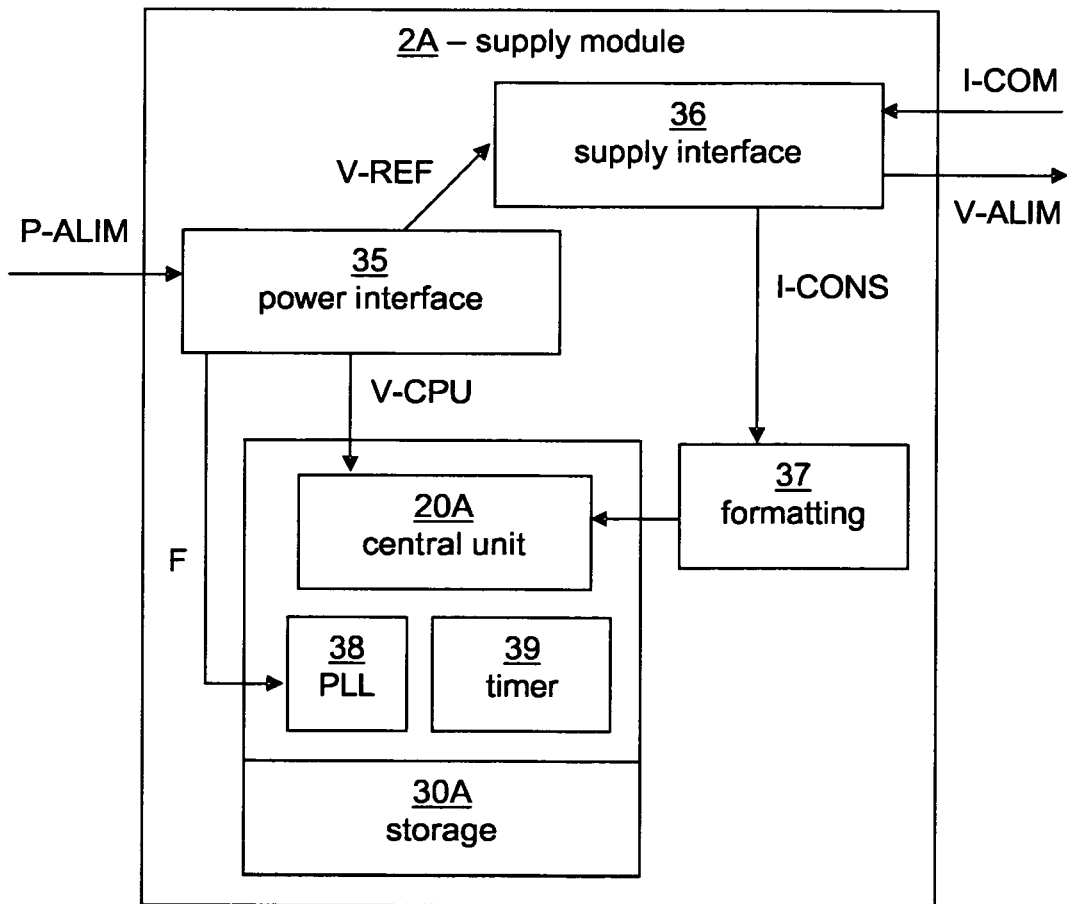 2A – supply module
I-COM
36
supply interface
V-REF
V-ALIM
P-ALIM
35
power interface
I-CONS
V-CPU
37
formatting
20A
central unit
F
38
PLL
39
timer
30A
storage